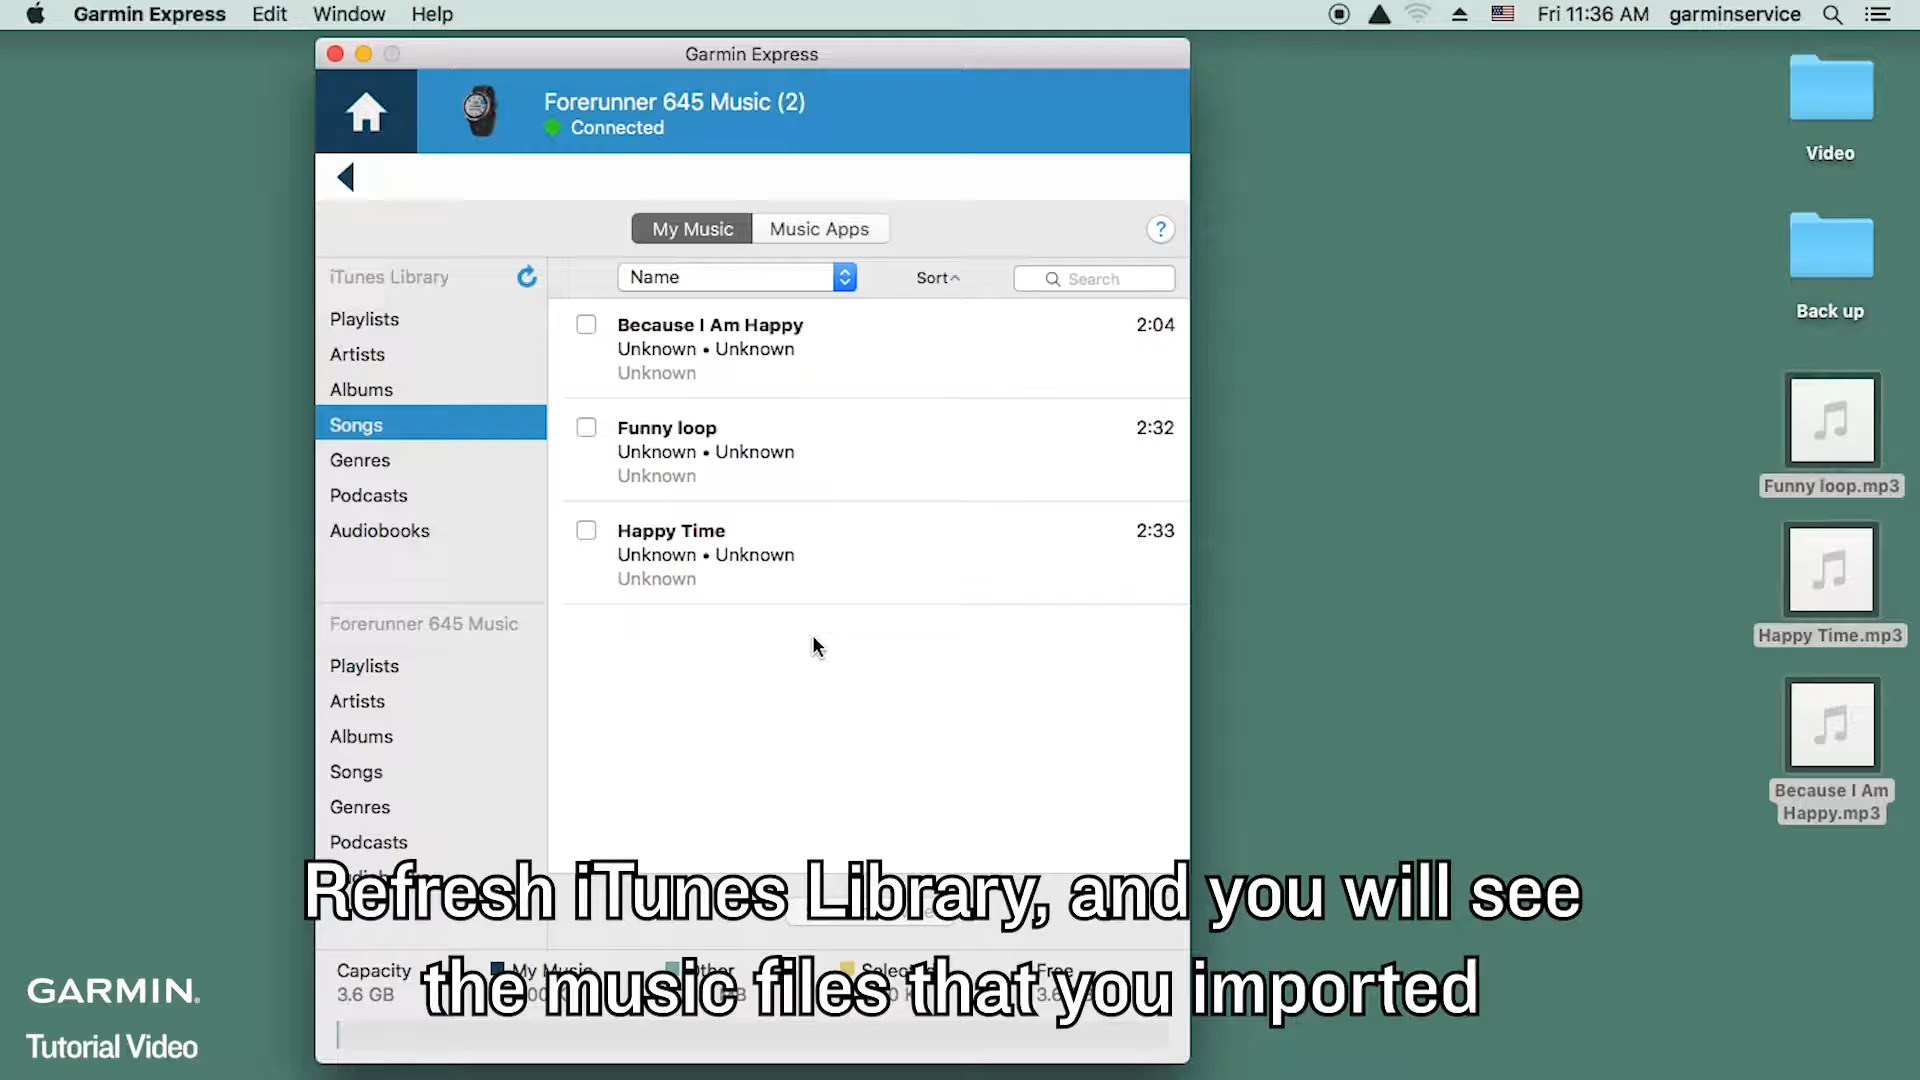 Garmin Express Edit Window Help
Fri 11:36 AM garminservice
Garmin Express
Forerunner 645 Music (2)
Connected
My Music Music Apps ?
iTunes Library
Name Sort Search
Playlists
Artists
Albums
Songs
Genres
Podcasts
Audiobooks
Because I Am Happy 2:04
Unknown • Unknown
Unknown
Funny loop 2:32
Unknown • Unknown
Unknown
Happy Time 2:33
Unknown • Unknown
Unknown
Forerunner 645 Music
Playlists
Artists
Albums
Songs
Genres
Podcasts
Video
Back up
Funny loop.mp3
Happy Time.mp3
Because I Am
Happy.mp3
Refresh iTunes Library, and you will see
the music files that you imported
Capacity My Music Other Free
3.6 GB
GARMIN.
Tutorial Video